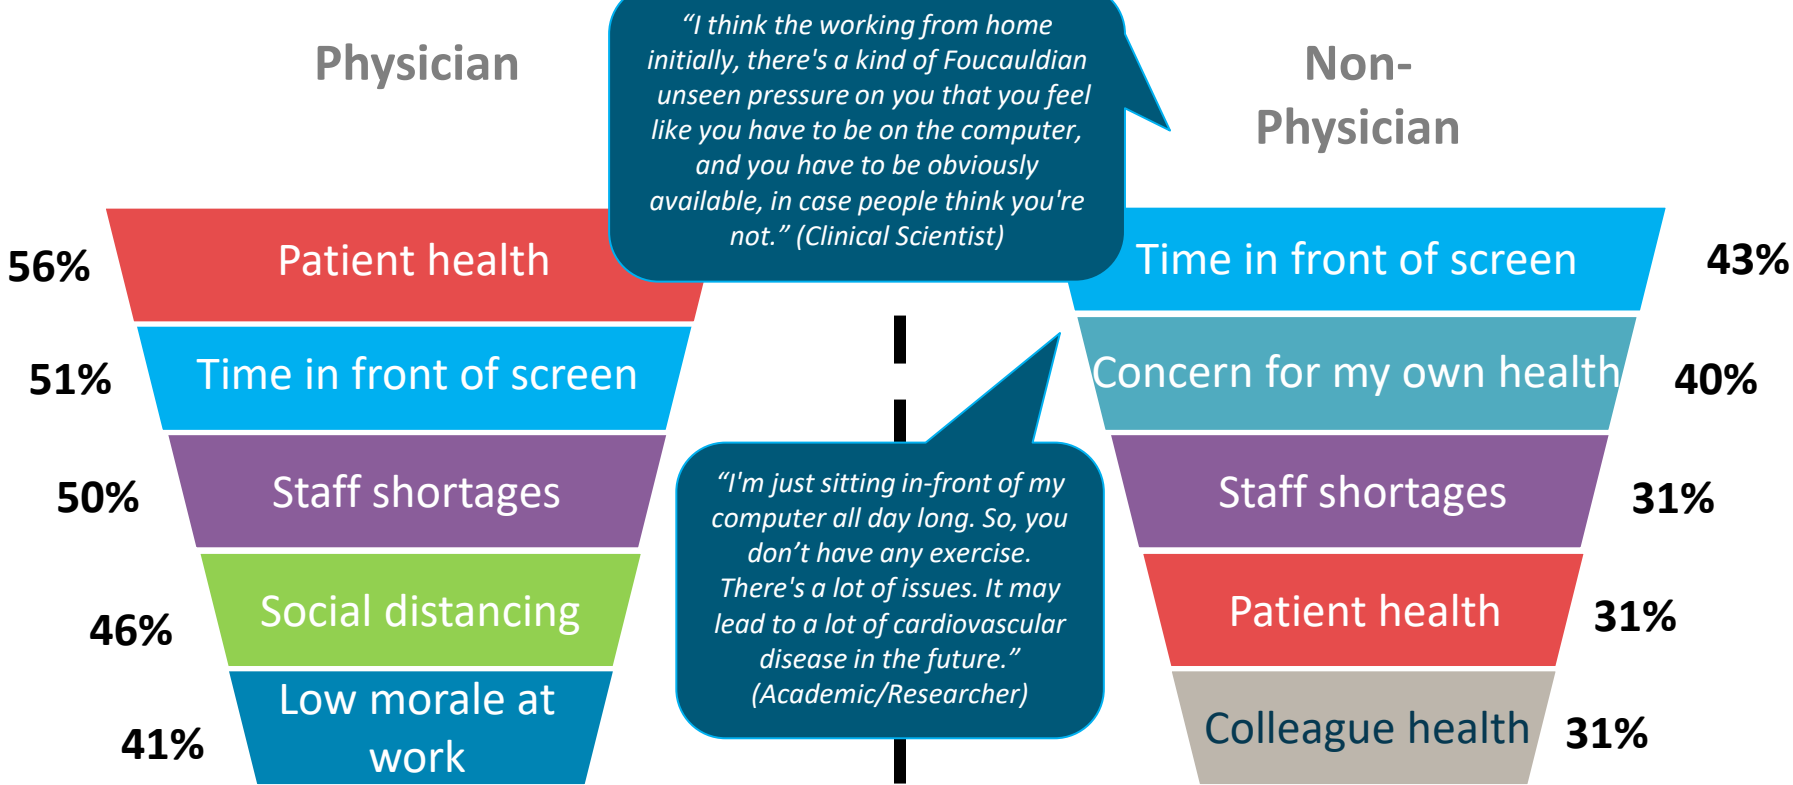 Physician
56%
Patient health
51%
Time in front of screen
50%
Staff shortages
46%
Social distancing
41%
Low morale at
work
“I think the working from home
initially, there's a kind of Foucauldian
unseen pressure on you that you feel
like you have to be on the computer,
and you have to be obviously
available, in case people think you're
not.” (Clinical Scientist)
“I'm just sitting in-front of my
computer all day long. So, you
don’t have any exercise.
There's a lot of issues. It may
lead to a lot of cardiovascular
disease in the future.”
(Academic/Researcher)
Non-
Physician
Time in front of screen
43%
Concern for my own health
40%
Staff shortages
31%
Patient health
31%
Colleague health
31%